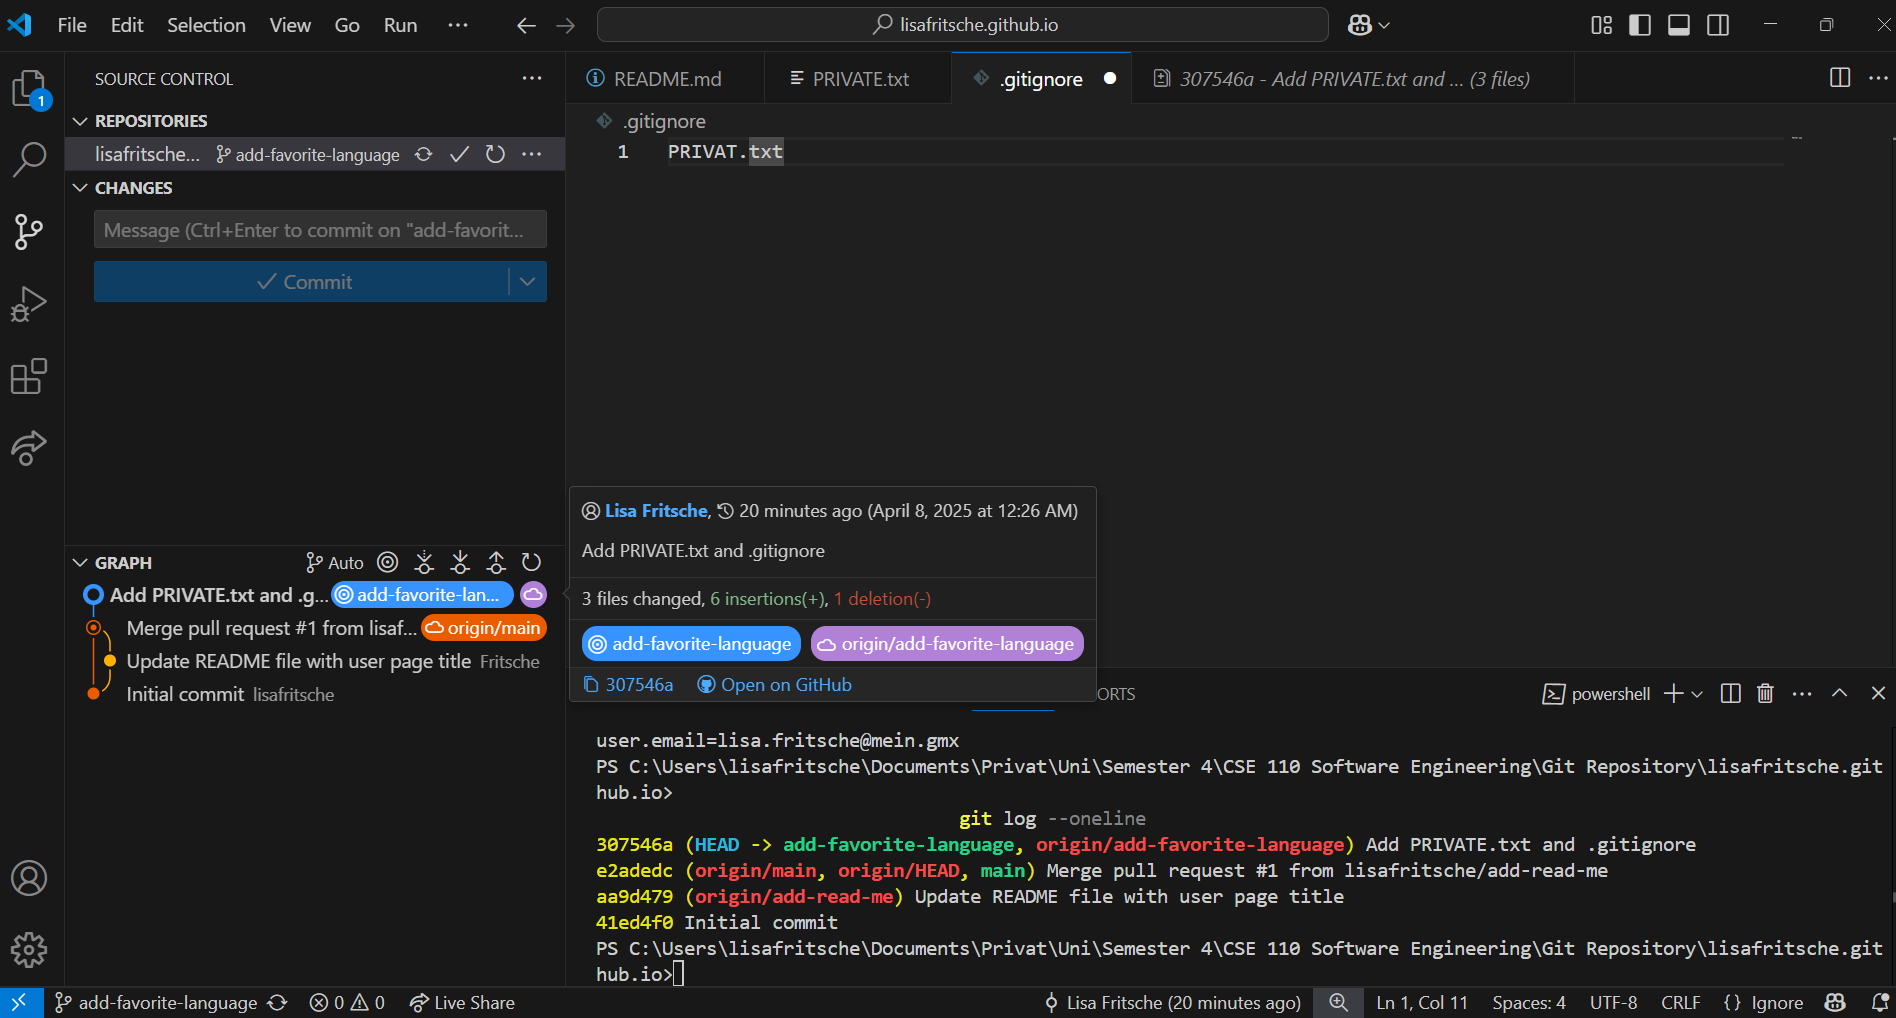 File Edit Selection View Go Run ···
lisafritsche.github.io
1
SOURCE CONTROL
REPOSITORIES
lisafritsche... add-favorite-language
CHANGES
Message (Ctrl+Enter to commit on "add-favorit...
Commit
README.md
PRIVATE.txt
.gitignore
307546a - Add PRIVATE.txt and ... (3 files)
.gitignore
1 PRIVAT.txt
GRAPH
Auto
Add PRIVATE.txt and .g... add-favorite-lan...
Merge pull request #1 from lisaf... origin/main
Update README file with user page title Fritsche
Initial commit lisafritsche
Lisa Fritsche, 20 minutes ago (April 8, 2025 at 12:26 AM)
Add PRIVATE.txt and .gitignore
3 files changed, 6 insertions(+), 1 deletion(-)
add-favorite-language origin/add-favorite-language
307546a Open on GitHub
ORTS
powershell
user.email=lisa.fritsche@mein.gmx
PS C:\Users\lisafritsche\Documents\Privat\Uni\Semester 4\CSE 110 Software Engineering\Git Repository\lisafritsche.git
hub.io>
git log --oneline
307546a (HEAD -> add-favorite-language, origin/add-favorite-language) Add PRIVATE.txt and .gitignore
e2adedc (origin/main, origin/HEAD, main) Merge pull request #1 from lisafritsche/add-read-me
aa9d479 (origin/add-read-me) Update README file with user page title
41ed4f0 Initial commit
PS C:\Users\lisafritsche\Documents\Privat\Uni\Semester 4\CSE 110 Software Engineering\Git Repository\lisafritsche.git
hub.io>
add-favorite-language 0 0 Live Share Lisa Fritsche (20 minutes ago) Ln 1, Col 11 Spaces: 4 UTF-8 CRLF {} Ignore